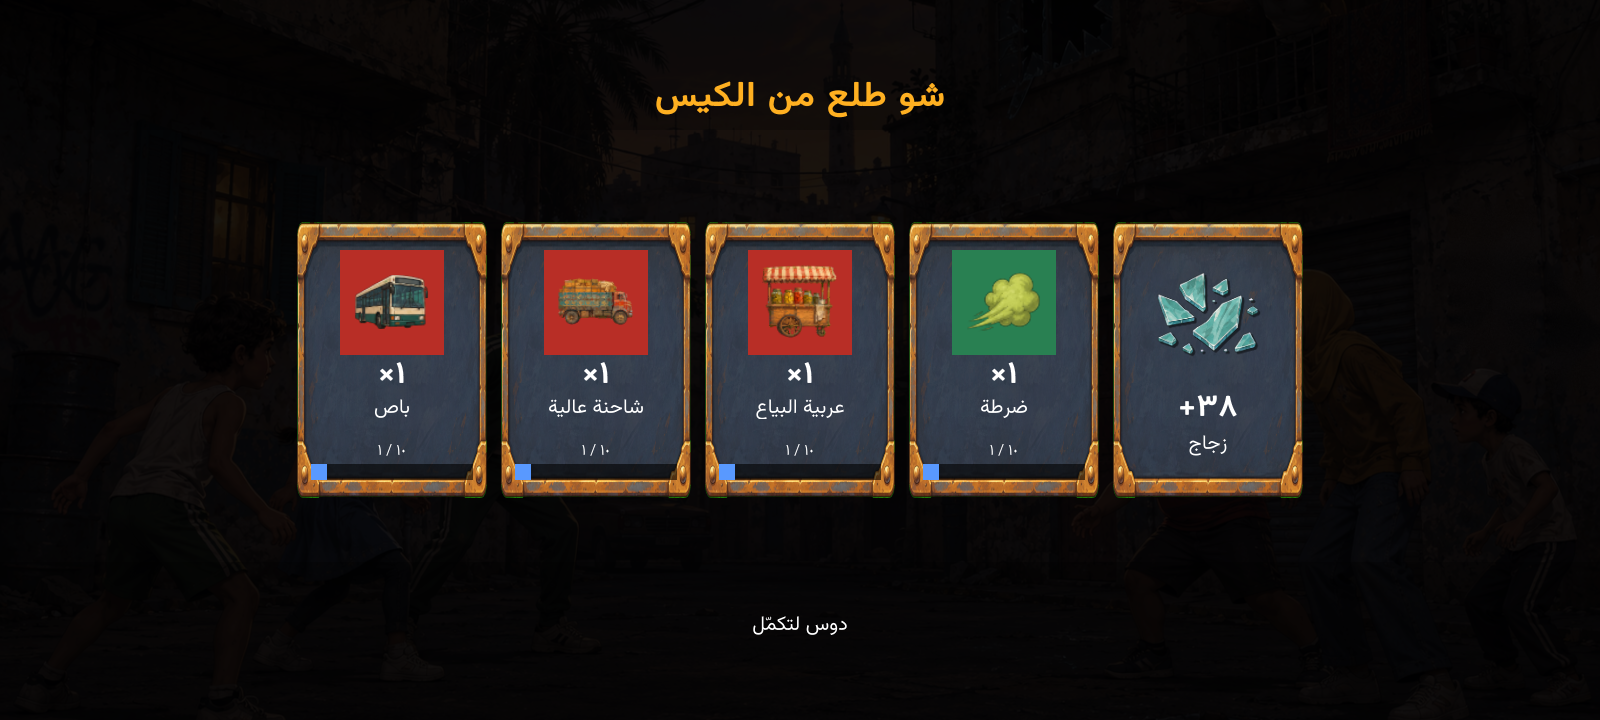 شو طلع من الكيس
+٣٨
زجاج
×١
ضرطة
١ / ١٠
×١
عربية البياع
١ / ١٠
×١
شاحنة عالية
١ / ١٠
×١
باص
١ / ١٠
دوس لتكمّل